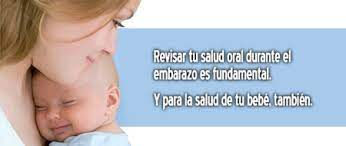 Revisar tu salud oral durante el
embarazo es fundamental.
Y para la salud de tu bebé, también.